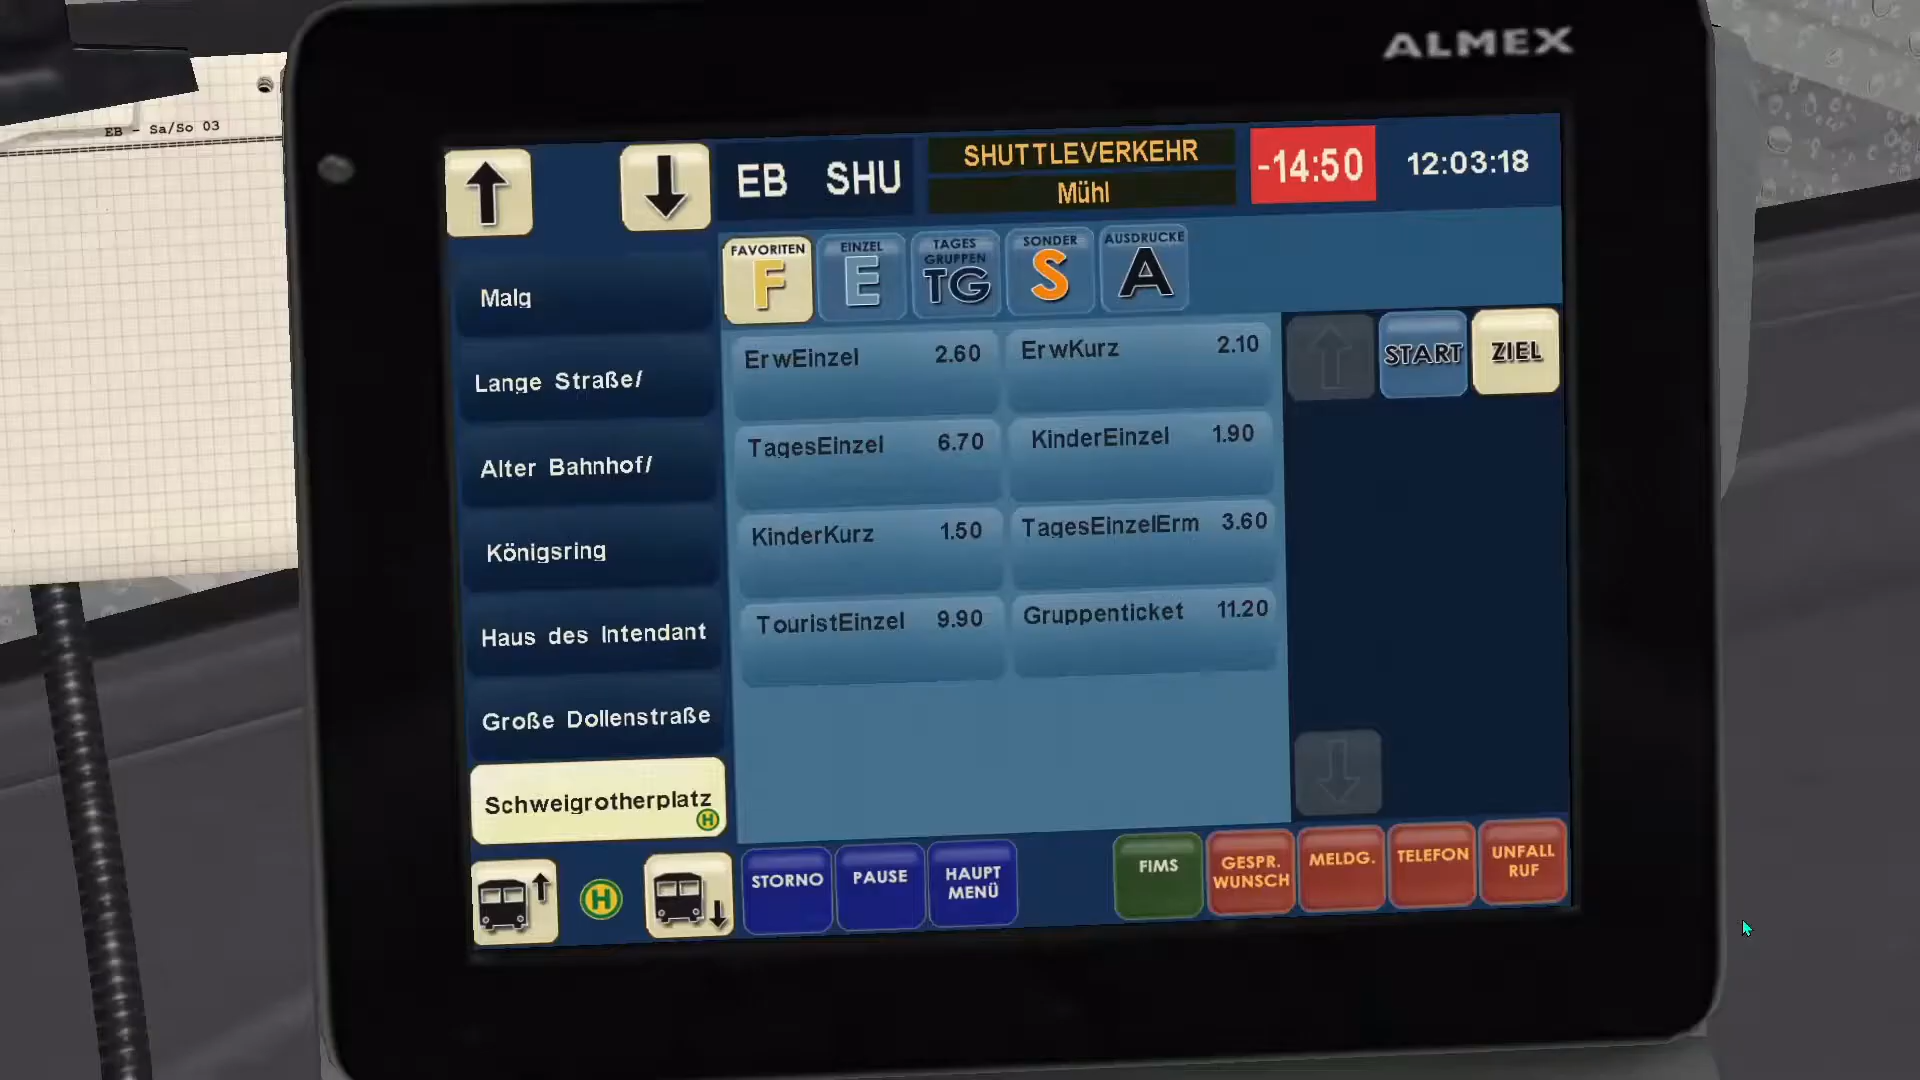 ALMEX
EB - Sa/So 03
EB SHU
SHUTTLEVERKEHR
Mühl
-14:50
12:03:18
FAVORITEN
F
EINZEL
E
TAGES
GRUPPEN
TG
SONDER
S
AUSDRUCKE
A
Malg
Lange Straße/
Alter Bahnhof/
Königsring
Haus des Intendant
Große Dollenstraße
Schweigrotherplatz
H
ErwEinzel 2.60
ErwKurz 2.10
TagesEinzel 6.70
KinderEinzel 1.90
KinderKurz 1.50
TagesEinzelErm 3.60
TouristEinzel 9.90
Gruppenticket 11.20
START
ZIEL
H
STORNO
PAUSE
HAUPT
MENÜ
FIMS
GESPR.
WUNSCH
MELDG.
TELEFON
UNFALL
RUF